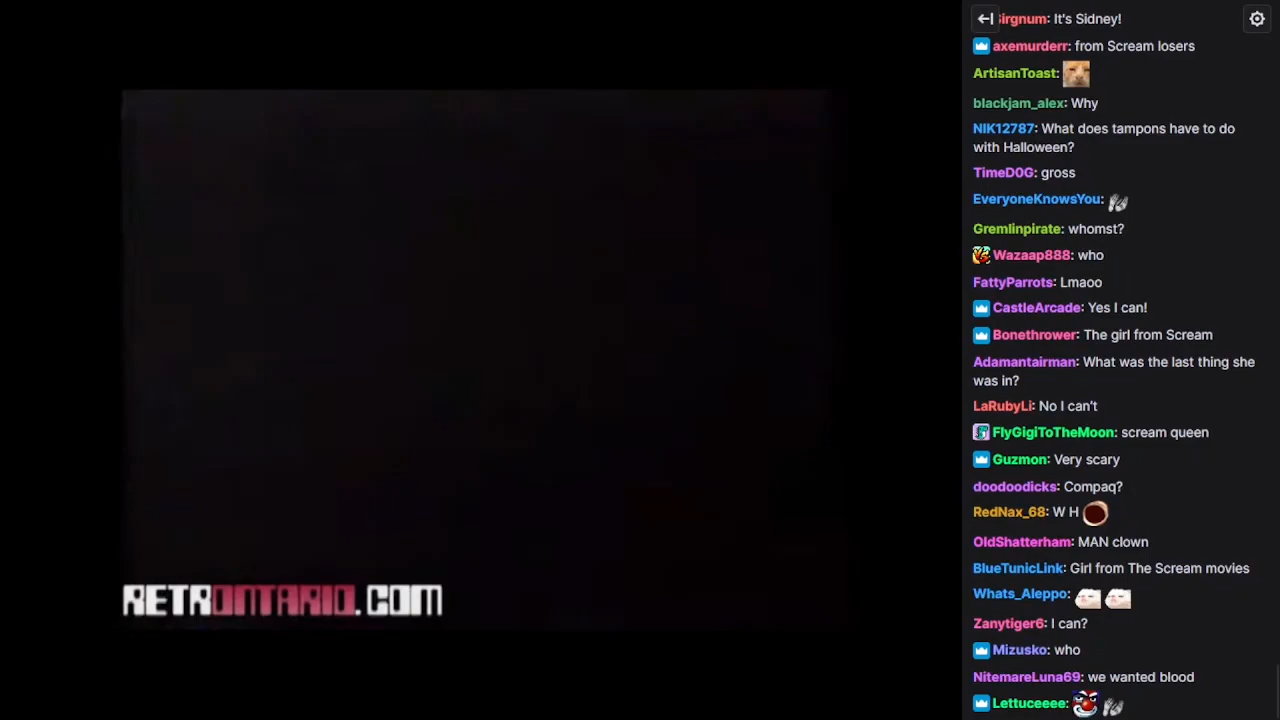 RETRONTARIO.COM
Sirgnum: It's Sidney!
axemurderr: from Scream losers
ArtisanToast:
blackjam_alex: Why
NIK12787: What does tampons have to do
with Halloween?
TimeD0G: gross
EveryoneKnowsYou:
Gremlinpirate: whomst?
Wazaap888: who
FattyParrots: Lmaoo
CastleArcade: Yes I can!
Bonethrower: The girl from Scream
Adamantairman: What was the last thing she
was in?
LaRubyLi: No I can't
FlyGigiToTheMoon: scream queen
Guzmon: Very scary
doodoodicks: Compaq?
RedNax_68: W H
OldShatterham: MAN clown
BlueTunicLink: Girl from The Scream movies
Whats_Aleppo:
Zanytiger6: I can?
Mizusko: who
NitemareLuna69: we wanted blood
Lettuceeee: